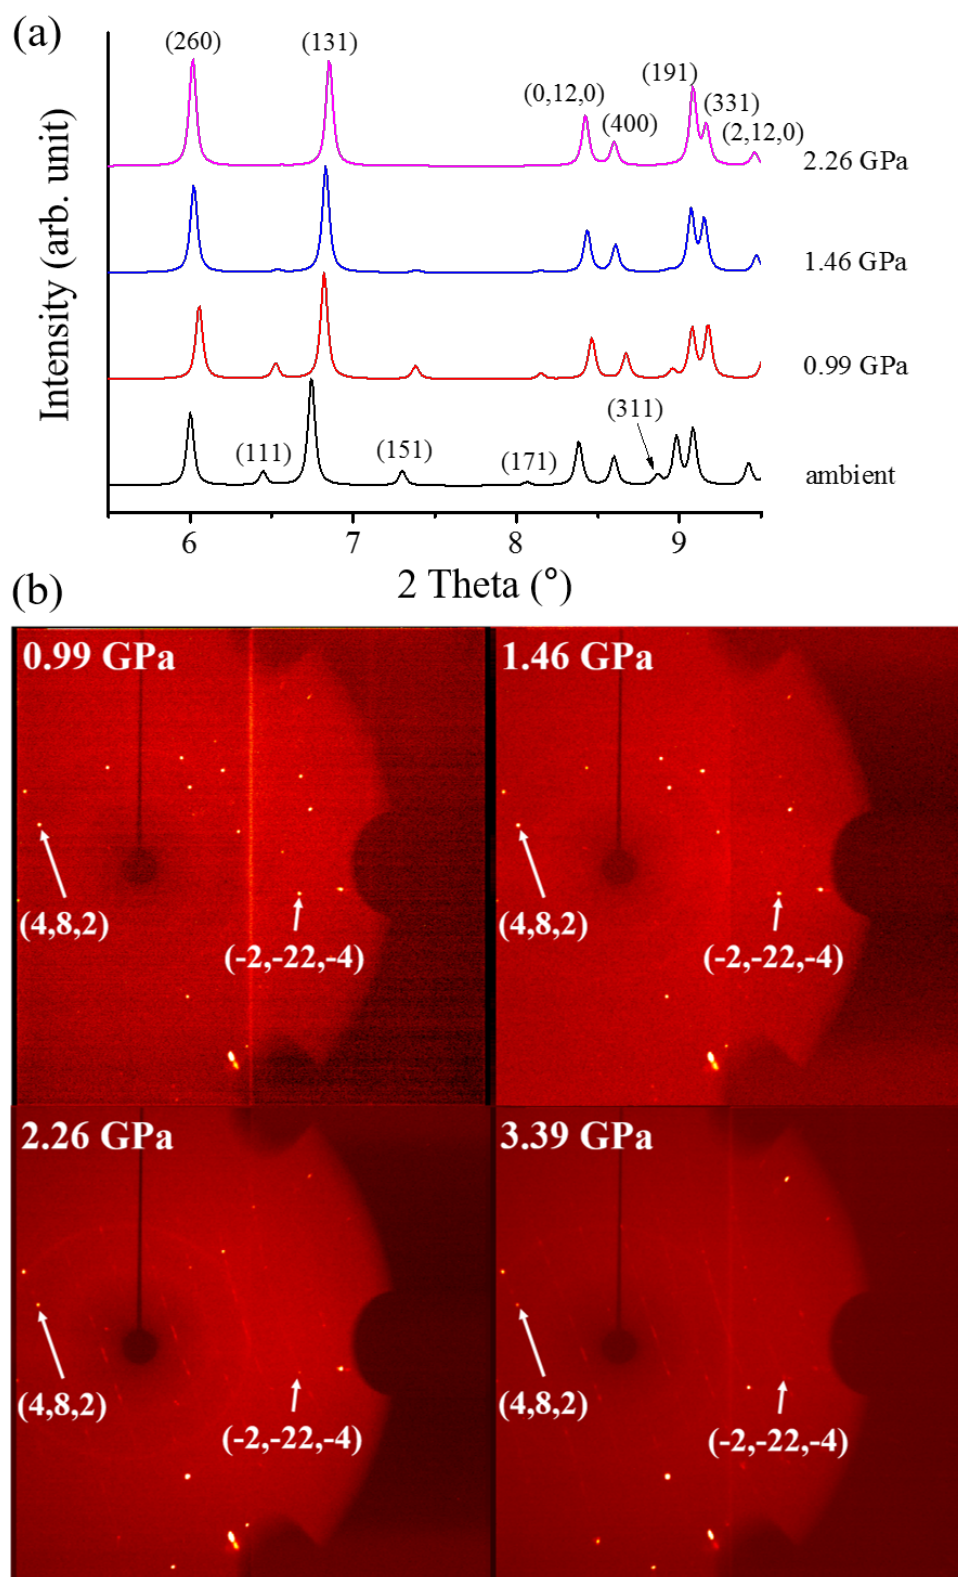 (a)
(260)
(131)
(0,12,0)
(400)
(191)
(331)
(2,12,0)
2.26 GPa
1.46 GPa
0.99 GPa
(111)
(151)
(171)
(311)
ambient
Intensity (arb. unit)
6
7
8
9
2 Theta (°)
(b)
0.99 GPa
(4,8,2)
(-2,-22,-4)
1.46 GPa
(4,8,2)
(-2,-22,-4)
2.26 GPa
(4,8,2)
(-2,-22,-4)
3.39 GPa
(4,8,2)
(-2,-22,-4)